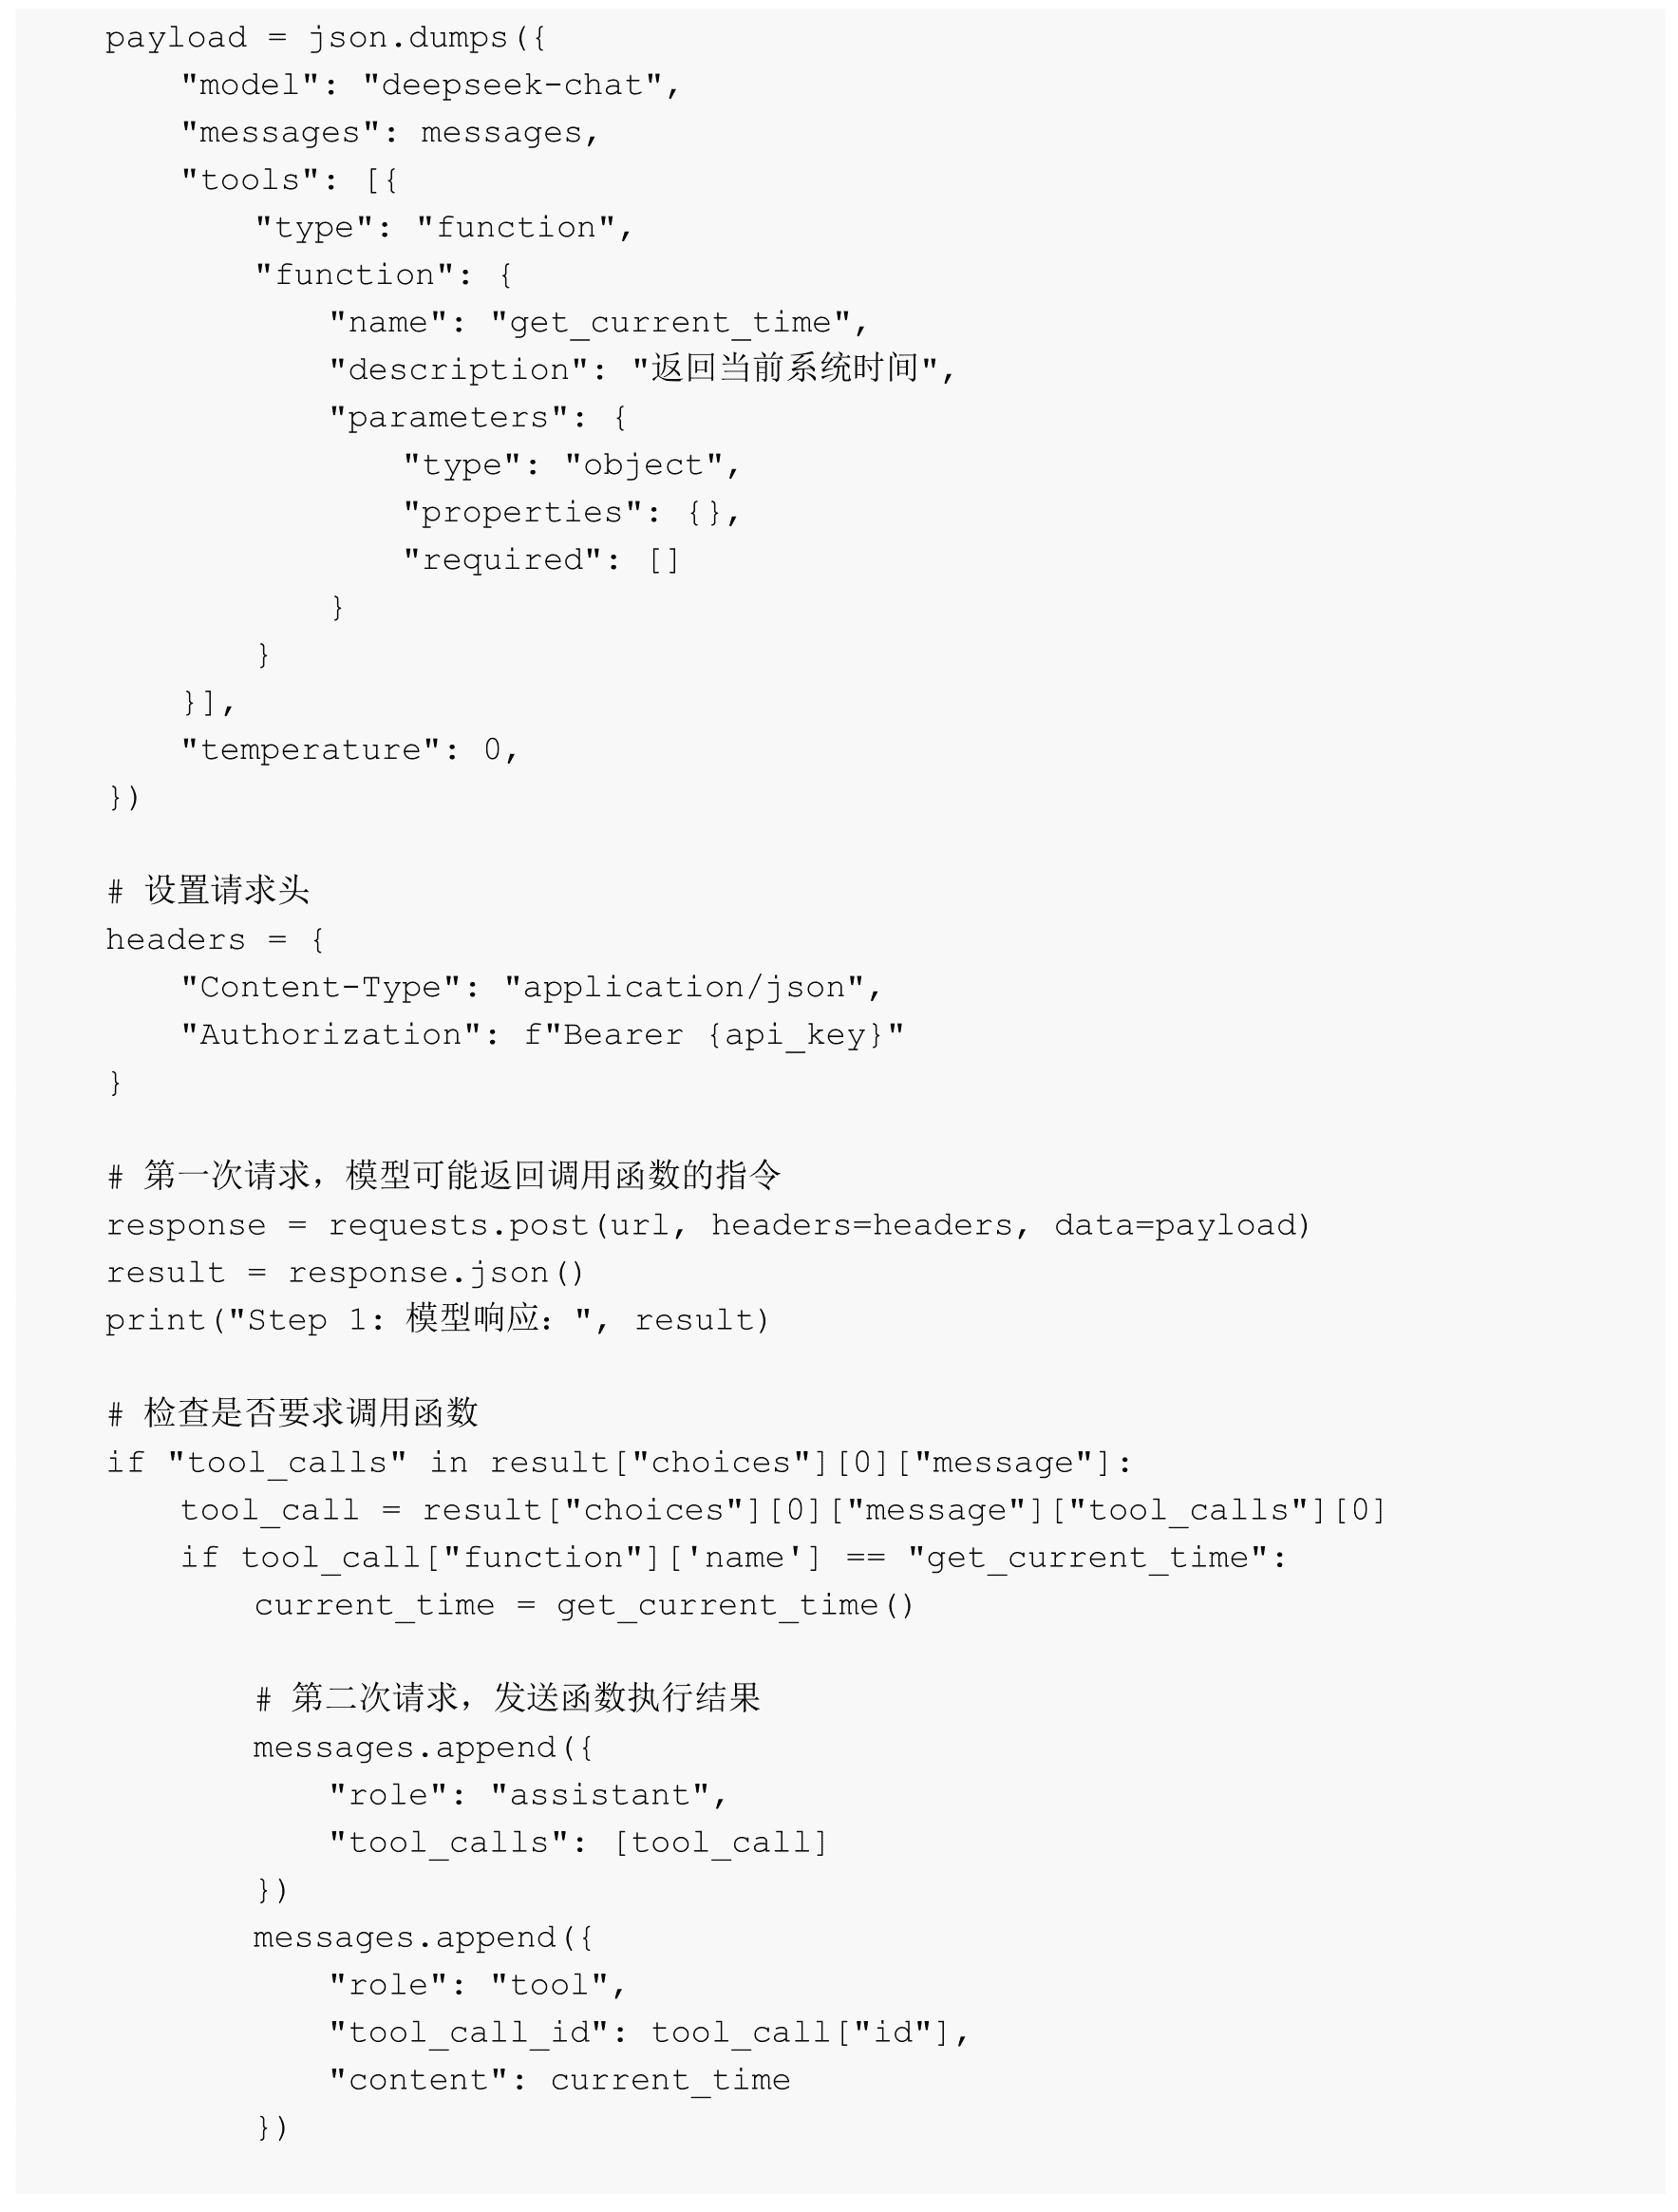 payload = json.dumps({
    "model": "deepseek-chat",
    "messages": messages,
    "tools": [{
        "type": "function",
        "function": {
            "name": "get_current_time",
            "description": "返回当前系统时间",
            "parameters": {
                "type": "object",
                "properties": {},
                "required": []
            }
        }
    }],
    "temperature": 0,
})

# 设置请求头
headers = {
    "Content-Type": "application/json",
    "Authorization": f"Bearer {api_key}"
}

# 第一次请求，模型可能返回调用函数的指令
response = requests.post(url, headers=headers, data=payload)
result = response.json()
print("Step 1: 模型响应：", result)

# 检查是否要求调用函数
if "tool_calls" in result["choices"][0]["message"]:
    tool_call = result["choices"][0]["message"]["tool_calls"][0]
    if tool_call["function"]['name'] == "get_current_time":
        current_time = get_current_time()

        # 第二次请求，发送函数执行结果
        messages.append({
            "role": "assistant",
            "tool_calls": [tool_call]
        })
        messages.append({
            "role": "tool",
            "tool_call_id": tool_call["id"],
            "content": current_time
        })